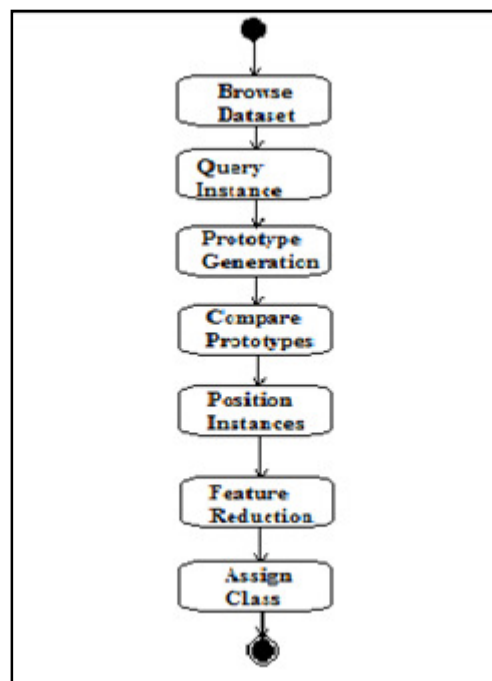 Browse
Dataset
Query
Instance
Prototype
Generation
Compare
Prototypes
Position
Instances
Feature
Reduction
Assign
Class